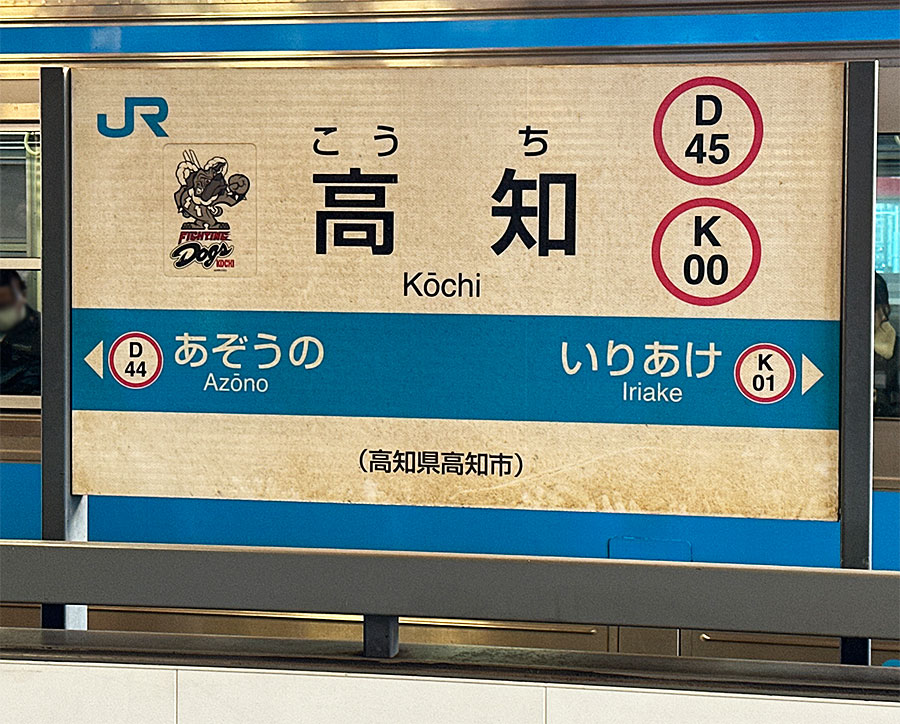 JR
こうち
高知
Kōchi
D
45
K
00
FIGHTING
Dogs
KOCHI
D
44
あぞうの
Azōno
いりあけ
Iriake
K
01
（高知県高知市）